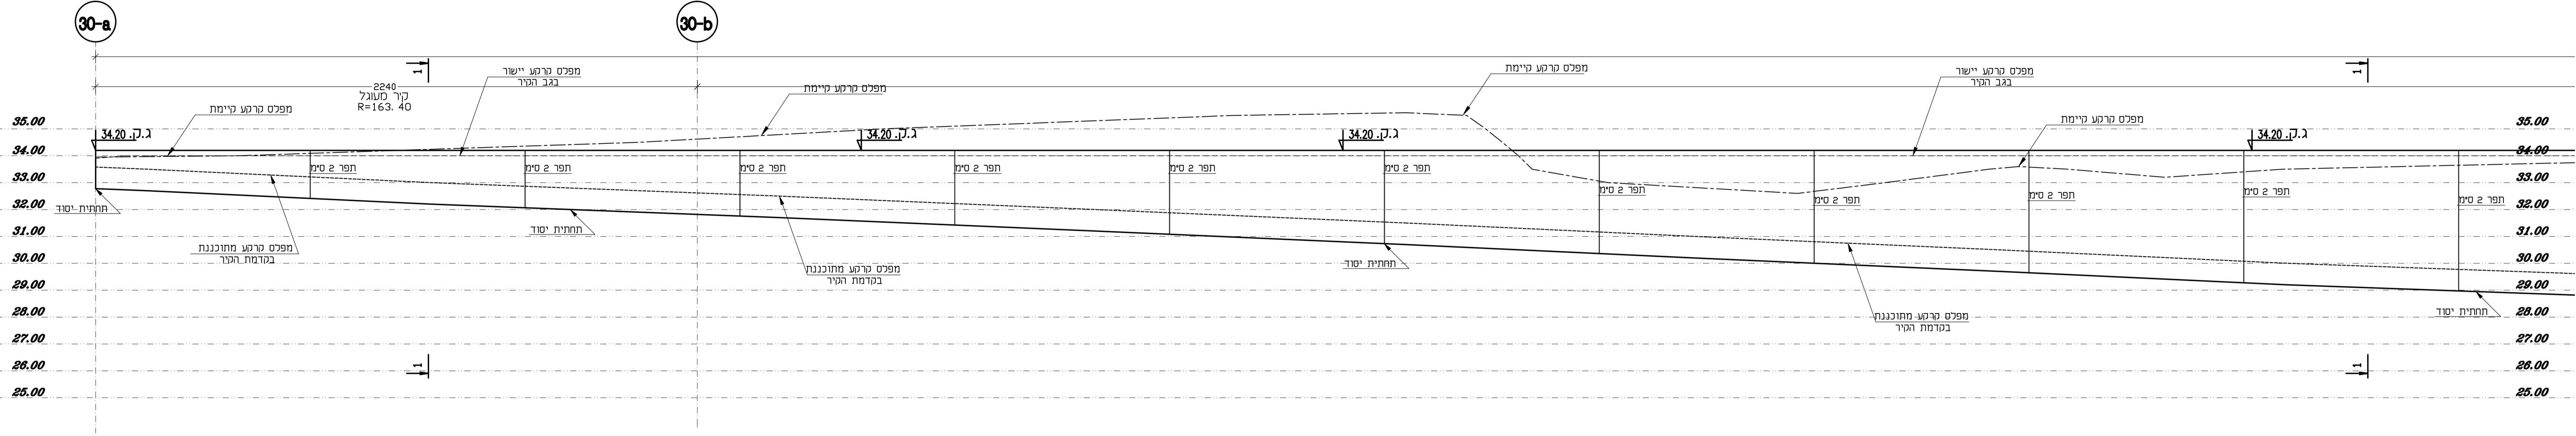 30-a
30-b
1
1
2240
קיר מעוגל
R=163.40
מפלס קרקע קיימת
מפלס קרקע יישור
בגב הקיר
מפלס קרקע קיימת
מפלס קרקע קיימת
מפלס קרקע יישור
בגב הקיר
מפלס קרקע קיימת
35.00
34.00
33.00
32.00
31.00
30.00
29.00
28.00
27.00
26.00
25.00
ג.ק. 34.20
ג.ק. 34.20
ג.ק. 34.20
ג.ק. 34.20
תפר 2 ס"מ
תפר 2 ס"מ
תפר 2 ס"מ
תפר 2 ס"מ
תפר 2 ס"מ
תפר 2 ס"מ
תפר 2 ס"מ
תפר 2 ס"מ
תפר 2 ס"מ
תפר 2 ס"מ
תפר 2 ס"מ
תחתית יסוד
תחתית יסוד
תחתית יסוד
תחתית יסוד
מפלס קרקע מתוכננת
בקדמת הקיר
מפלס קרקע מתוכננת
בקדמת הקיר
מפלס קרקע מתוכננת
בקדמת הקיר
1
1
35.00
34.00
33.00
32.00
31.00
30.00
29.00
28.00
27.00
26.00
25.00